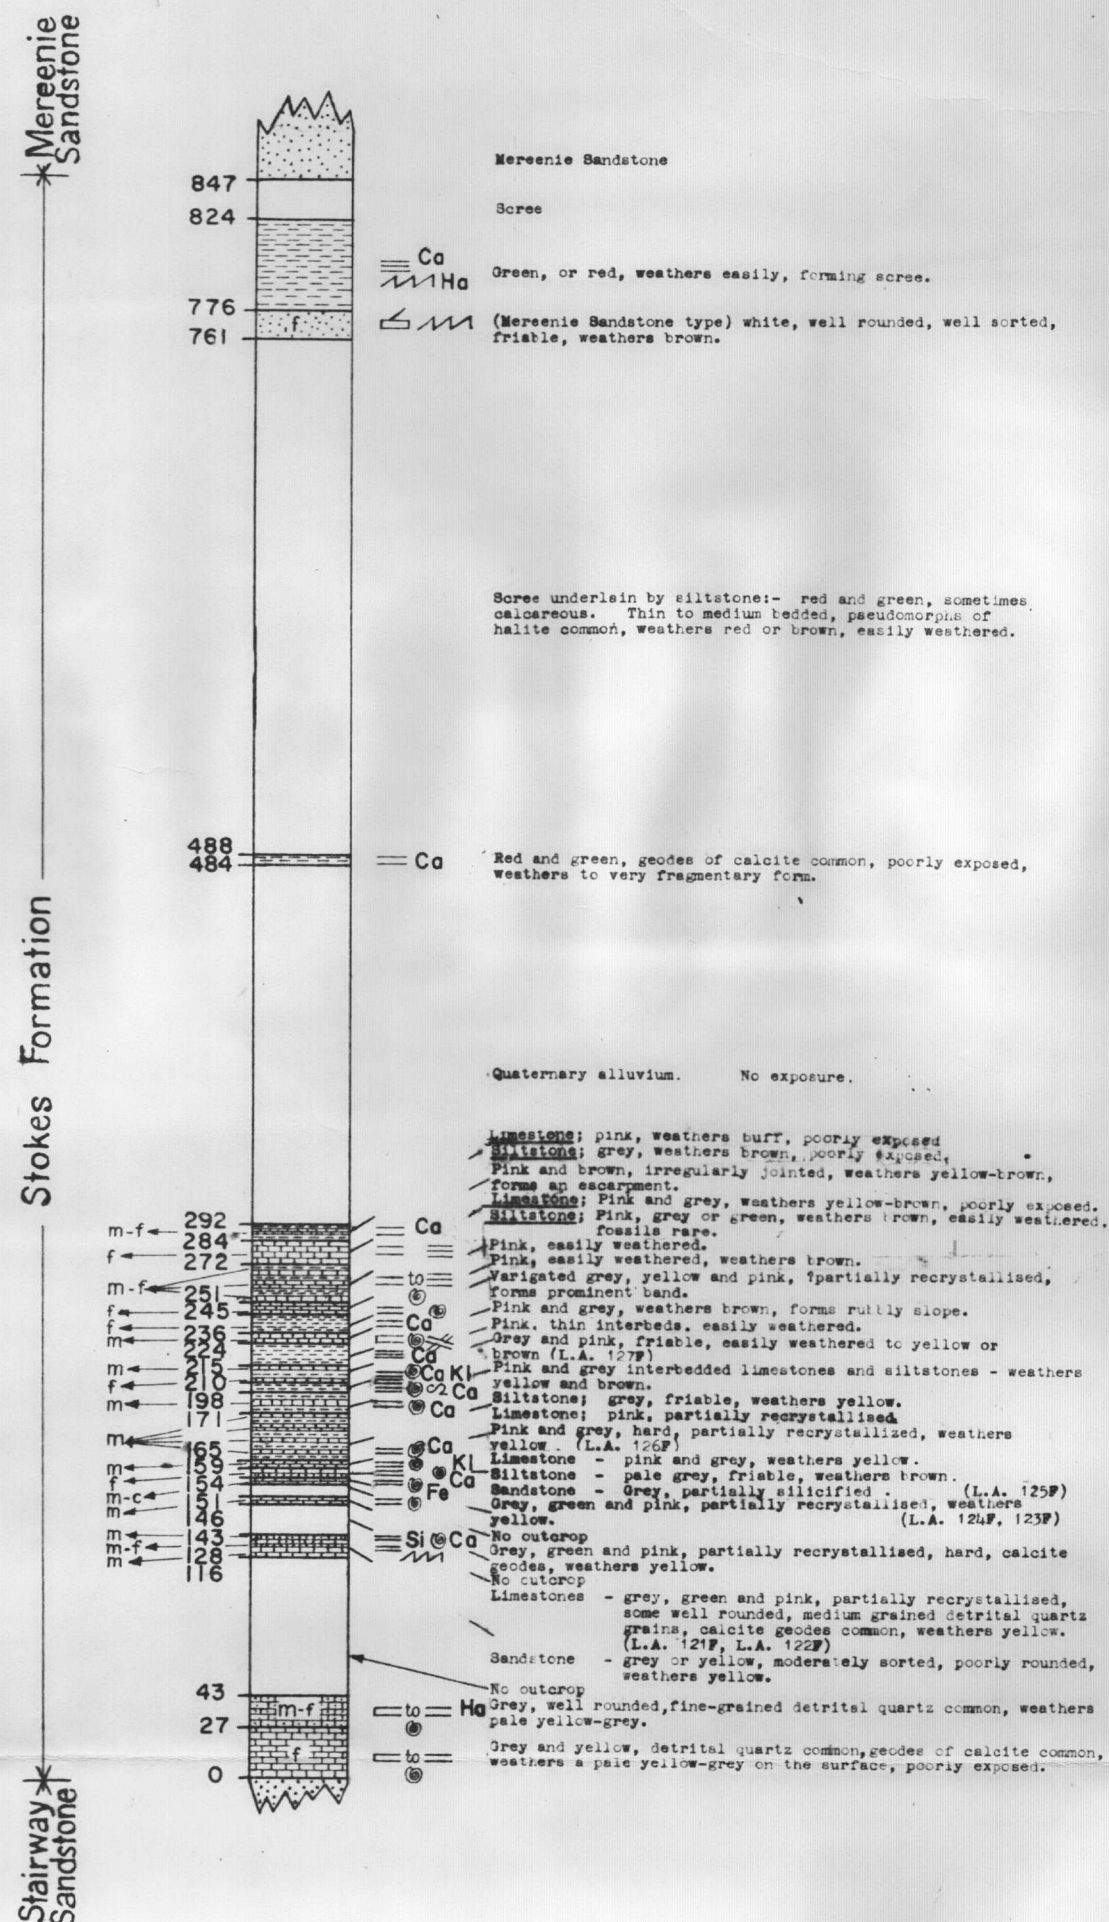 Mereenie
Sandstone
Stokes Formation
Stairway
Sandstone
847
824
776
761
488
484
292
284
272
251
245
236
224
215
210
198
171
165
159
154
151
146
143
128
116
43
27
0
m-f
f
m-f
f
f
m
m
f
m
m
m
f
m-c
m
m
m-f
m
f
m-f
f
Ca
Ha
Ca
Ca
to
Ca
Ca
Ca Kl
Ca
Ca
Ca
Kl
Ca
Fe
Si Ca
to Ha
to
Mereenie Sandstone
Scree
Green, or red, weathers easily, forming scree.
(Mereenie Sandstone type) white, well rounded, well sorted,
friable, weathers brown.
Scree underlain by siltstone:- red and green, sometimes
calcareous. Thin to medium bedded, pseudomorphs of
halite common, weathers red or brown, easily weathered.
Red and green, geodes of calcite common, poorly exposed,
weathers to very fragmentary form.
Quaternary alluvium. No exposure.
Limestone; pink, weathers buff, poorly exposed
Siltstone; grey, weathers brown, poorly exposed,
Pink and brown, irregularly jointed, weathers yellow-brown,
forms an escarpment.
Limestone; Pink and grey, weathers yellow-brown, poorly exposed.
Siltstone; Pink, grey or green, weathers brown, easily weathered.
fossils rare.
Pink, easily weathered.
Pink, easily weathered, weathers brown.
Varigated grey, yellow and pink, ?partially recrystallised,
forms prominent band.
Pink and grey, weathers brown, forms rubbly slope.
Pink, thin interbeds, easily weathered.
Grey and pink, friable, easily weathered to yellow or
brown (L.A. 127F)
Pink and grey interbedded limestones and siltstones - weathers
yellow and brown.
Siltstone; grey, friable, weathers yellow.
Limestone; pink, partially recrystallised
Pink and grey, hard, partially recrystallized, weathers
yellow. (L.A. 126F)
Limestone - pink and grey, weathers yellow.
Siltstone - pale grey, friable, weathers brown.
Sandstone - Grey, partially silicified. (L.A. 125F)
Grey, green and pink, partially recrystallised, weathers
yellow. (L.A. 124F, 123F)
No outcrop
Grey, green and pink, partially recrystallised, hard, calcite
geodes, weathers yellow.
No outcrop
Limestones - grey, green and pink, partially recrystallised,
some well rounded, medium grained detrital quartz
grains, calcite geodes common, weathers yellow.
(L.A. 121F, L.A. 122F)
Sandstone - grey or yellow, moderately sorted, poorly rounded,
weathers yellow.
No outcrop
Grey, well rounded, fine-grained detrital quartz common, weathers
pale yellow-grey.
Grey and yellow, detrital quartz common, geodes of calcite common,
weathers a pale yellow-grey on the surface, poorly exposed.